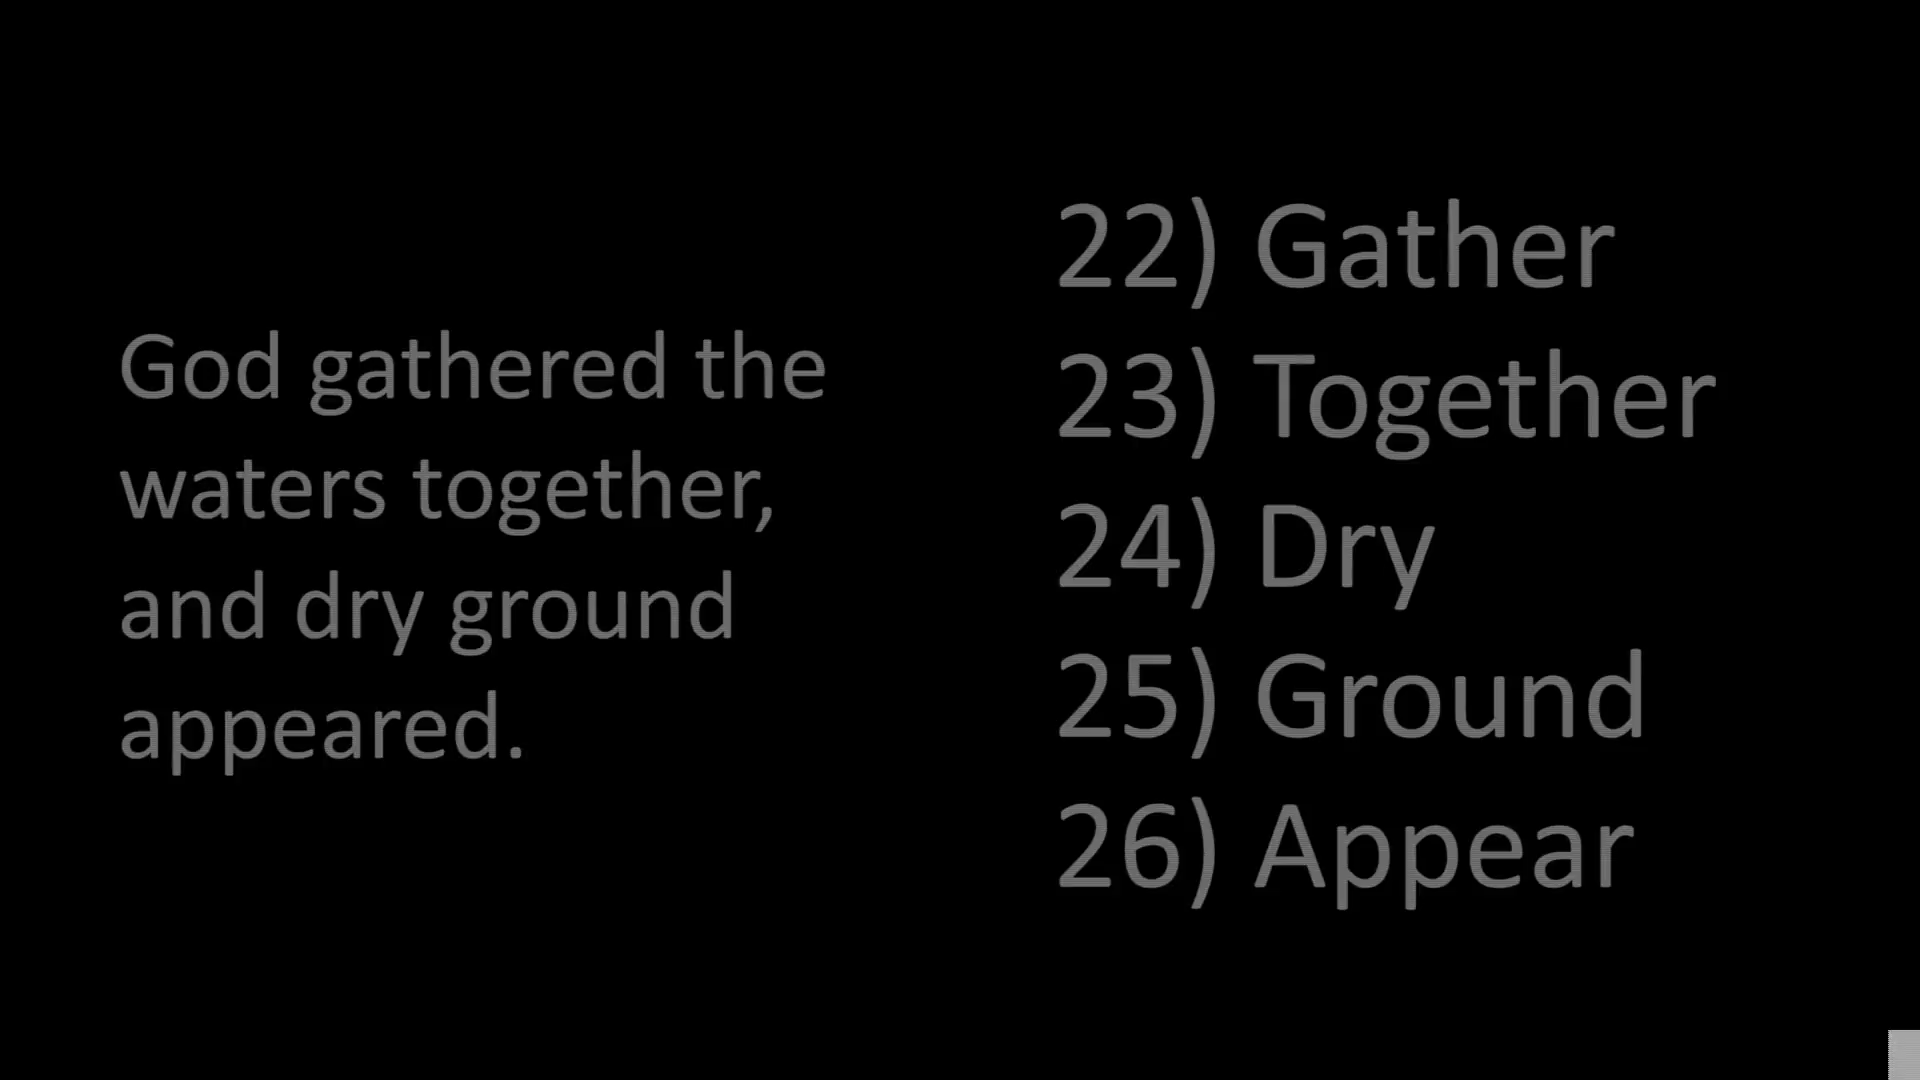 God gathered the
waters together,
and dry ground
appeared.
22) Gather
23) Together
24) Dry
25) Ground
26) Appear